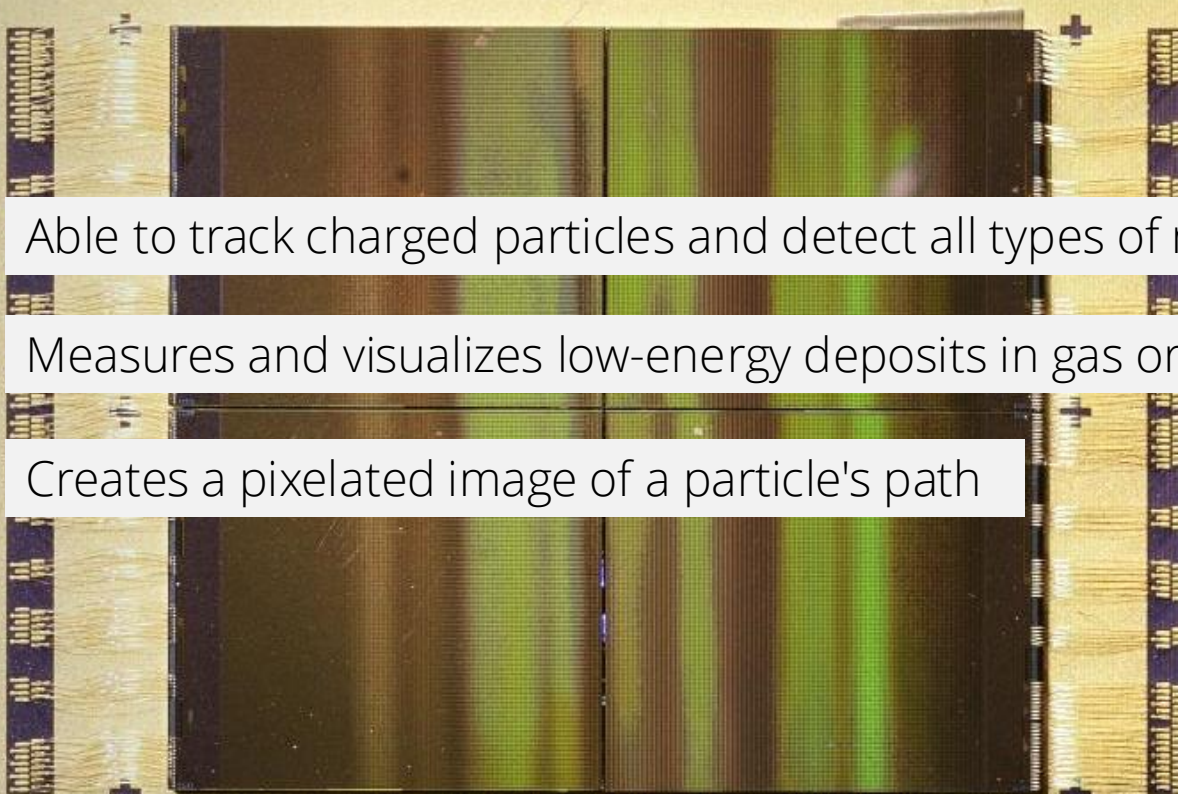 Able to track charged particles and detect all types of
Measures and visualizes low-energy deposits in gas or
Creates a pixelated image of a particle's path